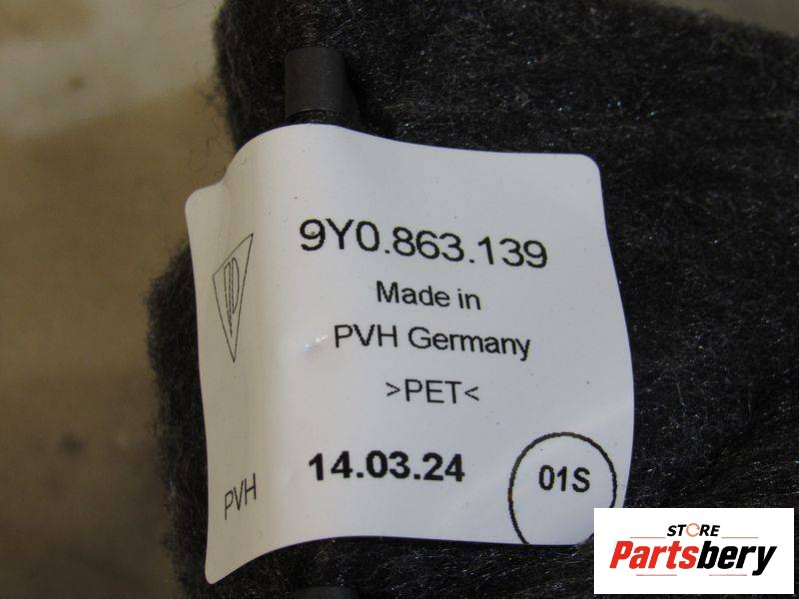 9Y0.863.139
Made in
PVH Germany
>PET<
14.03.24
01S
PVH
STORE
Partsbery